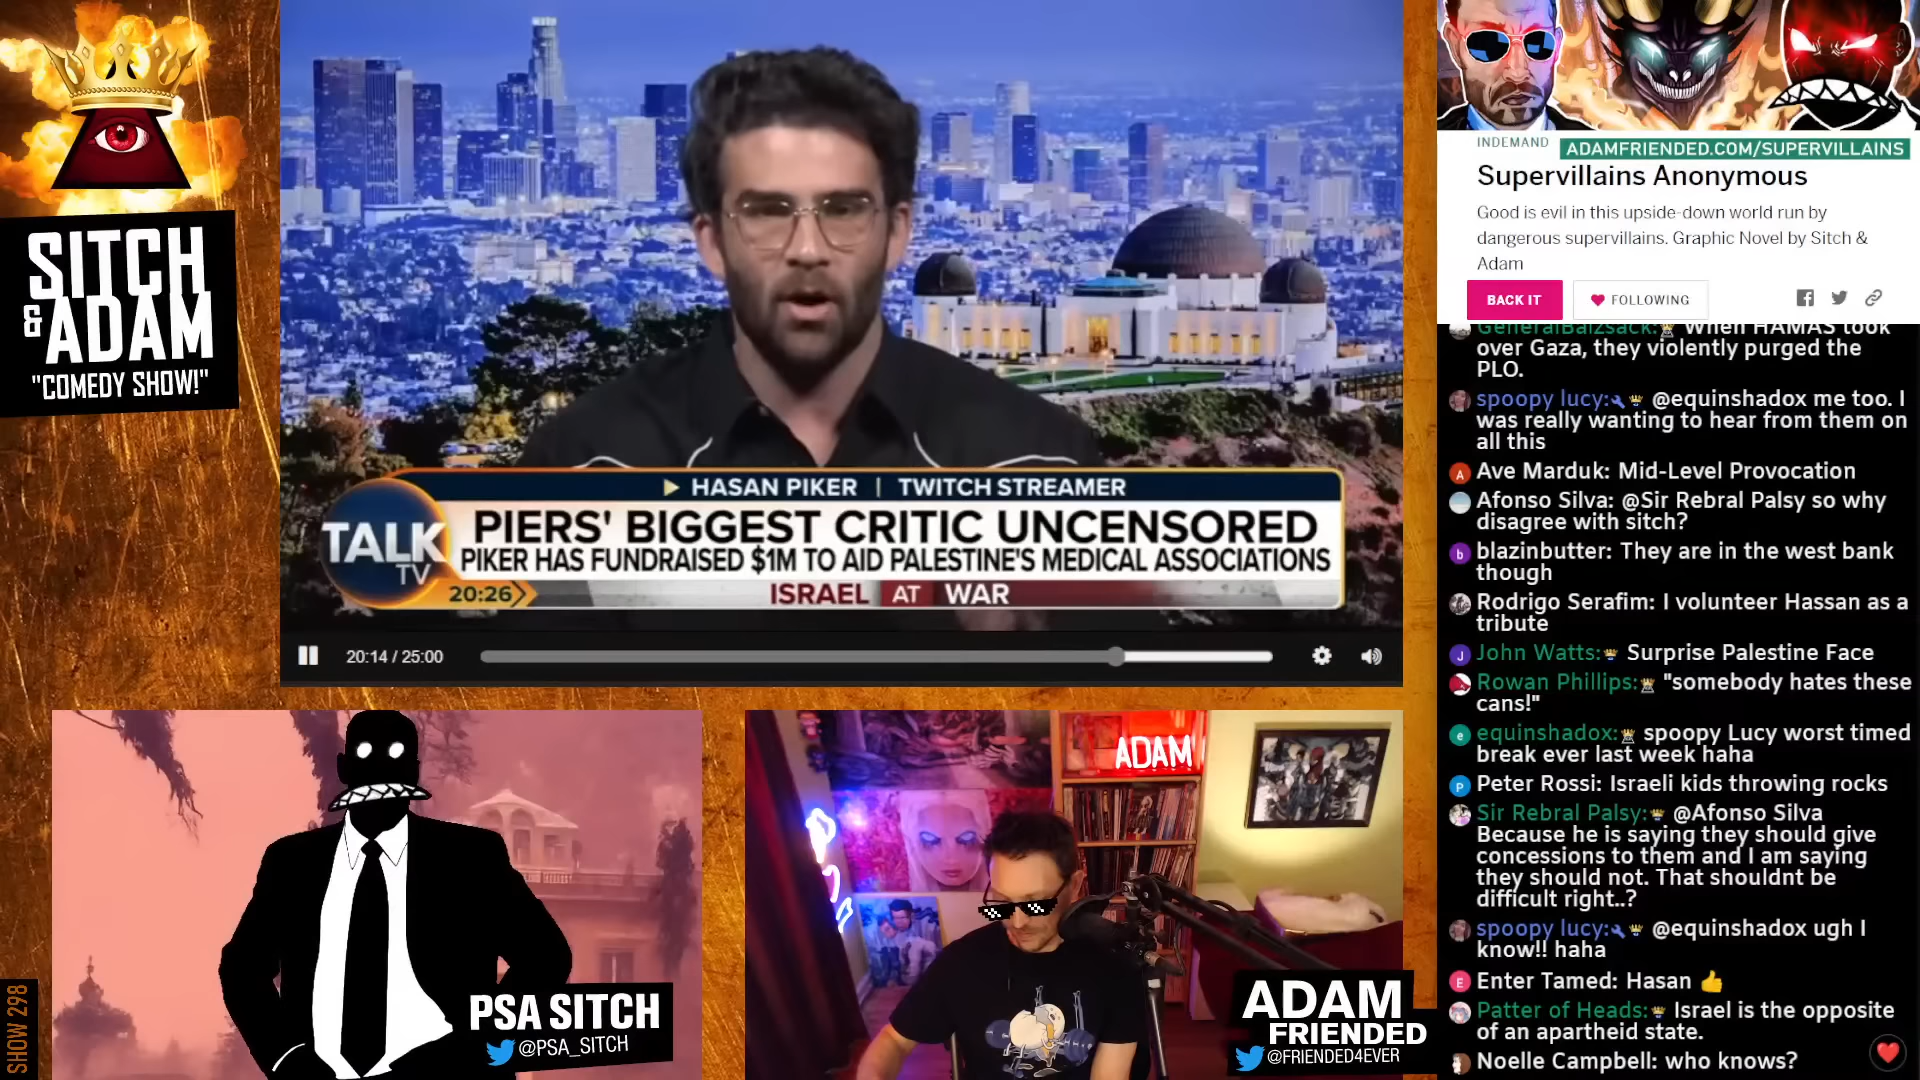 SITCH
& ADAM
"COMEDY SHOW!"
SHOW 298
HASAN PIKER | TWITCH STREAMER
PIERS' BIGGEST CRITIC UNCENSORED
PIKER HAS FUNDRAISED $1M TO AID PALESTINE'S MEDICAL ASSOCIATIONS
TALK
TV
20:26
ISRAEL AT WAR
20:14 / 25:00
PSA SITCH
@PSA_SITCH
ADAM
ADAM
FRIENDED
@FRIENDED4EVER
INDEMAND
ADAMFRIENDED.COM/SUPERVILLAINS
Supervillains Anonymous
Good is evil in this upside-down world run by
dangerous supervillains. Graphic Novel by Sitch &
Adam
BACK IT
FOLLOWING
GeneralBalzsack: When HAMAS took
over Gaza, they violently purged the
PLO.
spoopy lucy: @equinshadox me too. I
was really wanting to hear from them on
all this
A Ave Marduk: Mid-Level Provocation
Afonso Silva: @Sir Rebral Palsy so why
disagree with sitch?
b blazinbutter: They are in the west bank
though
Rodrigo Serafim: I volunteer Hassan as a
tribute
J John Watts: Surprise Palestine Face
Rowan Phillips: "somebody hates these
cans!"
e equinshadox: spoopy Lucy worst timed
break ever last week haha
P Peter Rossi: Israeli kids throwing rocks
Sir Rebral Palsy: @Afonso Silva
Because he is saying they should give
concessions to them and I am saying
they should not. That shouldnt be
difficult right..?
spoopy lucy: @equinshadox ugh I
know!! haha
E Enter Tamed: Hasan 👍
Patter of Heads: Israel is the opposite
of an apartheid state.
Noelle Campbell: who knows?